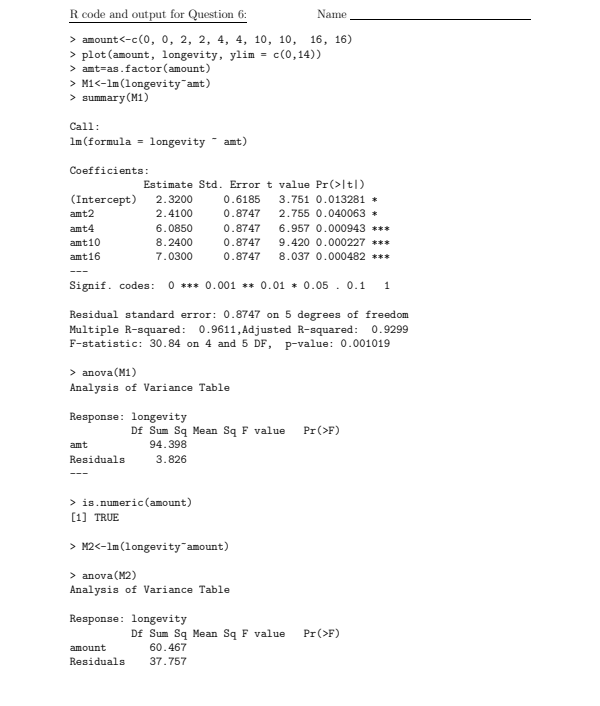 R code and output for Question 6: Name
> amount<-c(0, 0, 2, 2, 4, 4, 10, 10, 16, 16)
> plot(amount, longevity, ylim = c(0,14))
> amt=as.factor(amount)
> M1<-lm(longevity~amt)
> summary(M1)
Call:
lm(formula = longevity ~ amt)
Coefficients:
Estimate Std. Error t value Pr(>|t|)
(Intercept) 2.3200 0.6185 3.751 0.013281 *
amt2 2.4100 0.8747 2.755 0.040063 *
amt4 6.0850 0.8747 6.957 0.000943 ***
amt10 8.2400 0.8747 9.420 0.000227 ***
amt16 7.0300 0.8747 8.037 0.000482 ***
---
Signif. codes: 0 *** 0.001 ** 0.01 * 0.05 . 0.1 1
Residual standard error: 0.8747 on 5 degrees of freedom
Multiple R-squared: 0.9611,Adjusted R-squared: 0.9299
F-statistic: 30.84 on 4 and 5 DF, p-value: 0.001019
> anova(M1)
Analysis of Variance Table
Response: longevity
Df Sum Sq Mean Sq F value Pr(>F)
amt 94.398
Residuals 3.826
---
> is.numeric(amount)
[1] TRUE
> M2<-lm(longevity~amount)
> anova(M2)
Analysis of Variance Table
Response: longevity
Df Sum Sq Mean Sq F value Pr(>F)
amount 60.467
Residuals 37.757